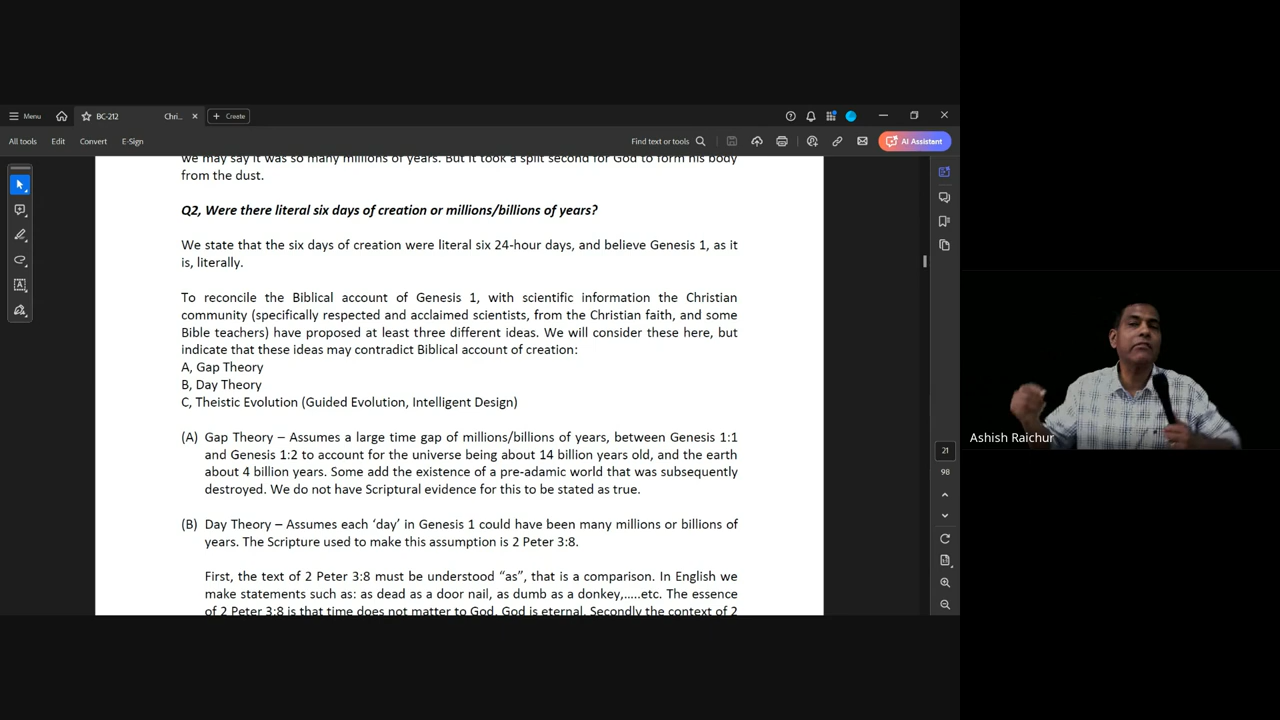 Menu
BC-212
Chri...
Create
All tools
Edit
Convert
E-Sign
Find text or tools
AI Assistant
we may say it was so many millions of years. But it took a split second for God to form his body
from the dust.
Q2, Were there literal six days of creation or millions/billions of years?
We state that the six days of creation were literal six 24-hour days, and believe Genesis 1, as it
is, literally.
To reconcile the Biblical account of Genesis 1, with scientific information the Christian
community (specifically respected and acclaimed scientists, from the Christian faith, and some
Bible teachers) have proposed at least three different ideas. We will consider these here, but
indicate that these ideas may contradict Biblical account of creation:
A, Gap Theory
B, Day Theory
C, Theistic Evolution (Guided Evolution, Intelligent Design)
(A) Gap Theory – Assumes a large time gap of millions/billions of years, between Genesis 1:1
and Genesis 1:2 to account for the universe being about 14 billion years old, and the earth
about 4 billion years. Some add the existence of a pre-adamic world that was subsequently
destroyed. We do not have Scriptural evidence for this to be stated as true.
(B) Day Theory – Assumes each ‘day’ in Genesis 1 could have been many millions or billions of
years. The Scripture used to make this assumption is 2 Peter 3:8.
First, the text of 2 Peter 3:8 must be understood “as”, that is a comparison. In English we
make statements such as: as dead as a door nail, as dumb as a donkey,.....etc. The essence
of 2 Peter 3:8 is that time does not matter to God. God is eternal. Secondly the context of 2
21
98
Ashish Raichur